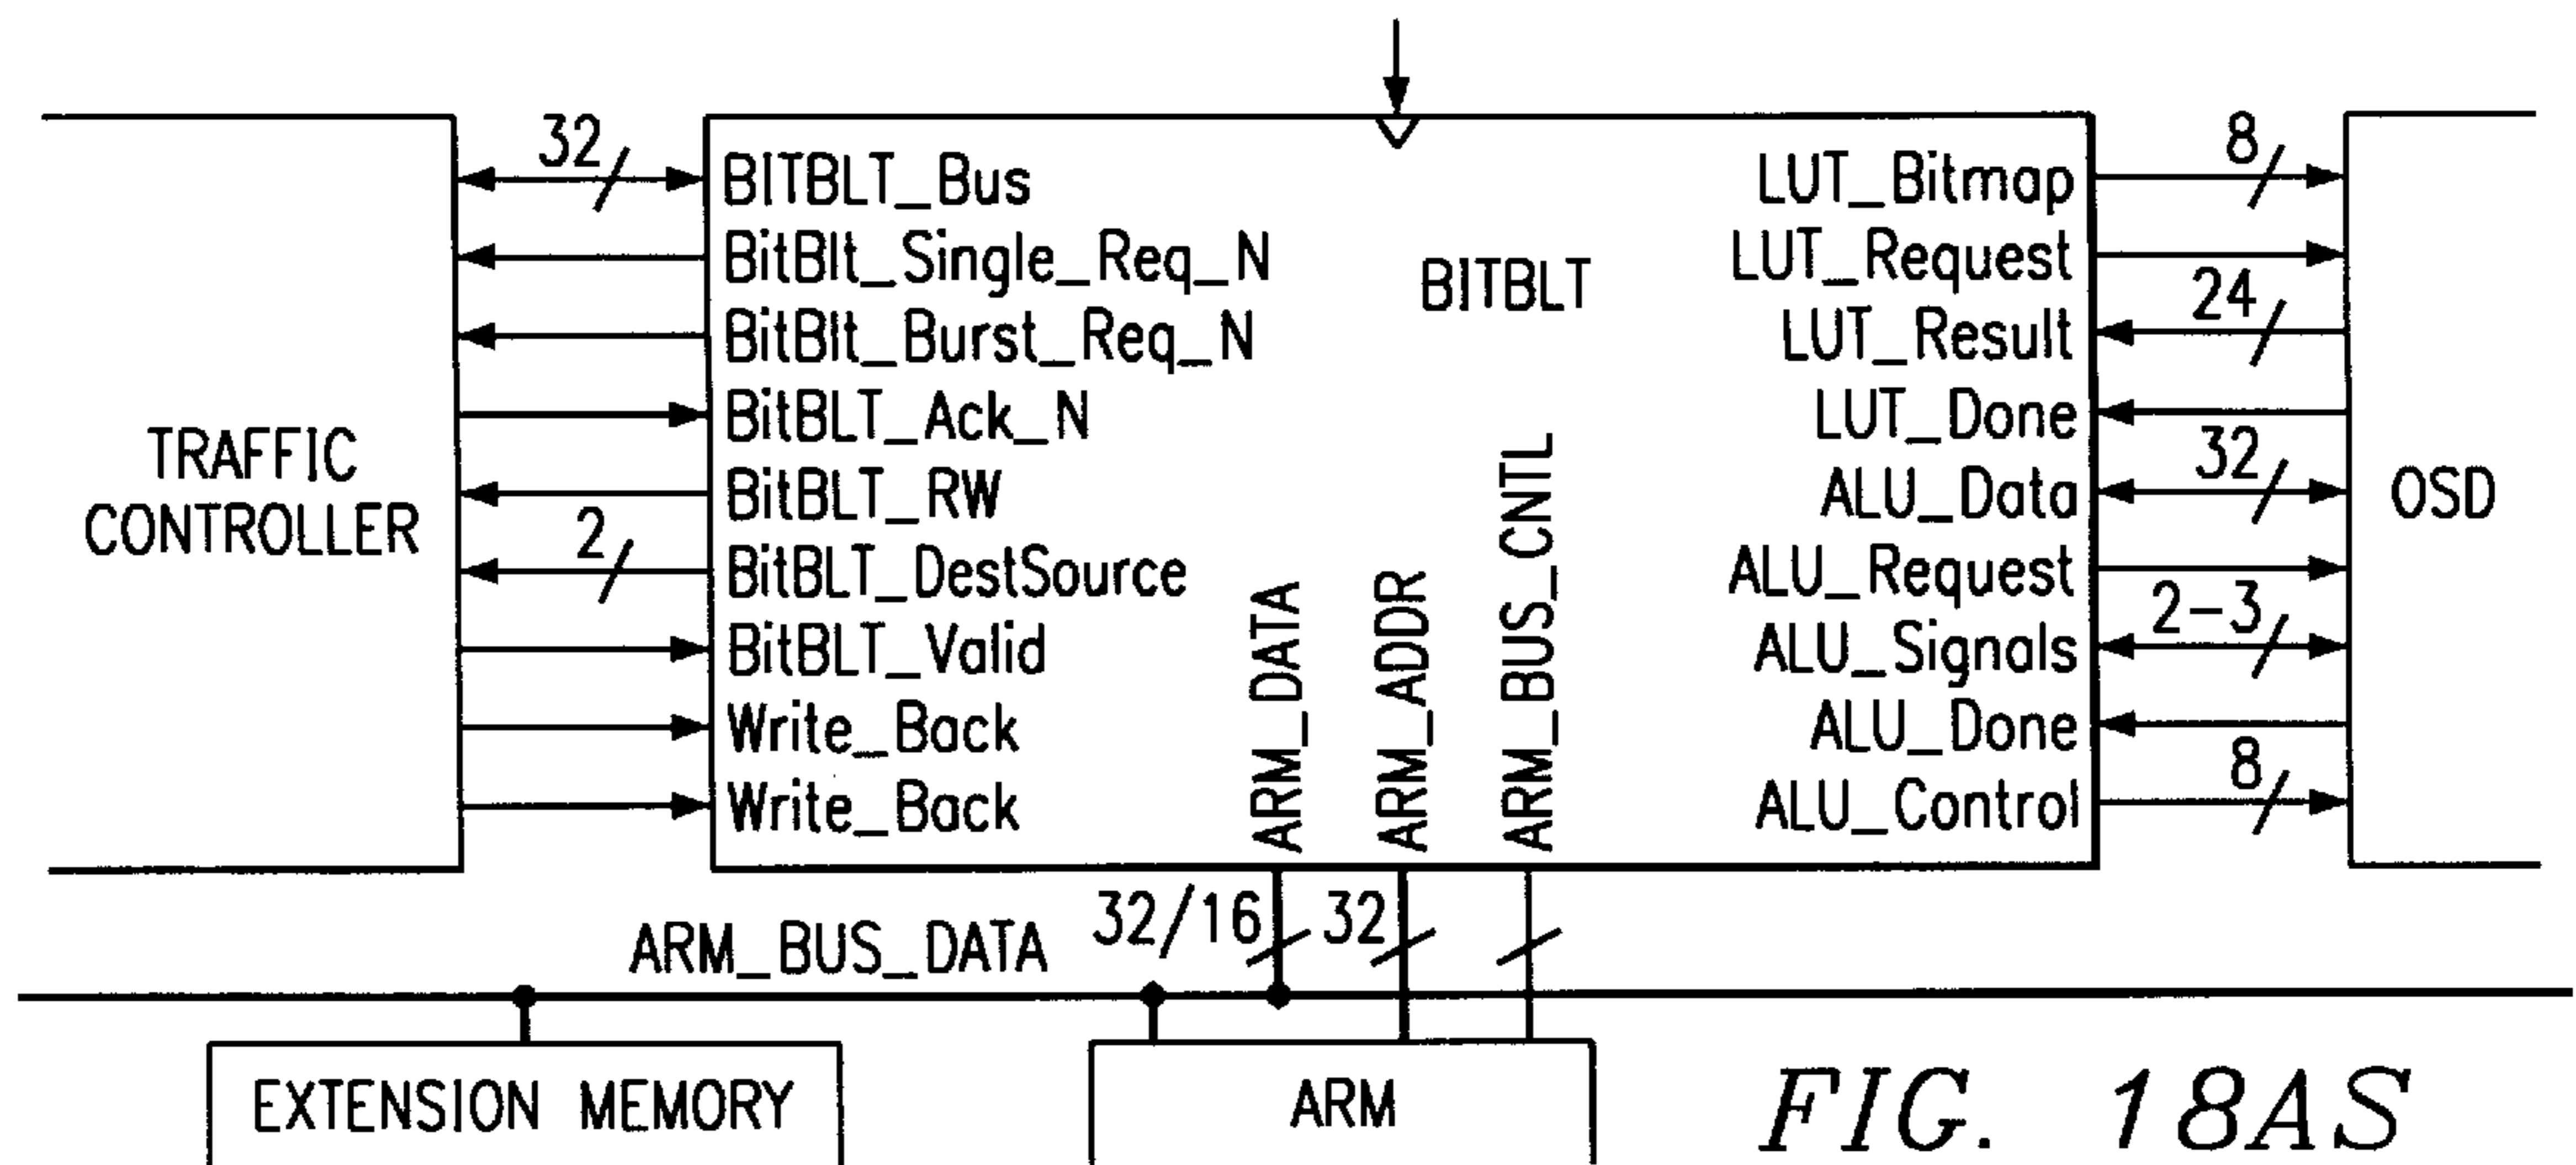 32
BITBLT_Bus
BitBlt_Single_Req_N
BitBlt_Burst_Req_N
BitBLT_Ack_N
BitBLT_RW
2
BitBLT_DestSource
BitBLT_Valid
Write_Back
Write_Back
TRAFFIC
CONTROLLER
BITBLT
ARM_DATA
ARM_ADDR
ARM_BUS_CNTL
LUT_Bitmap
8
LUT_Request
LUT_Result
24
LUT_Done
ALU_Data
32
ALU_Request
ALU_Signals
2-3
ALU_Done
ALU_Control
8
OSD
32/16
32
ARM_BUS_DATA
EXTENSION MEMORY
ARM
FIG. 18AS